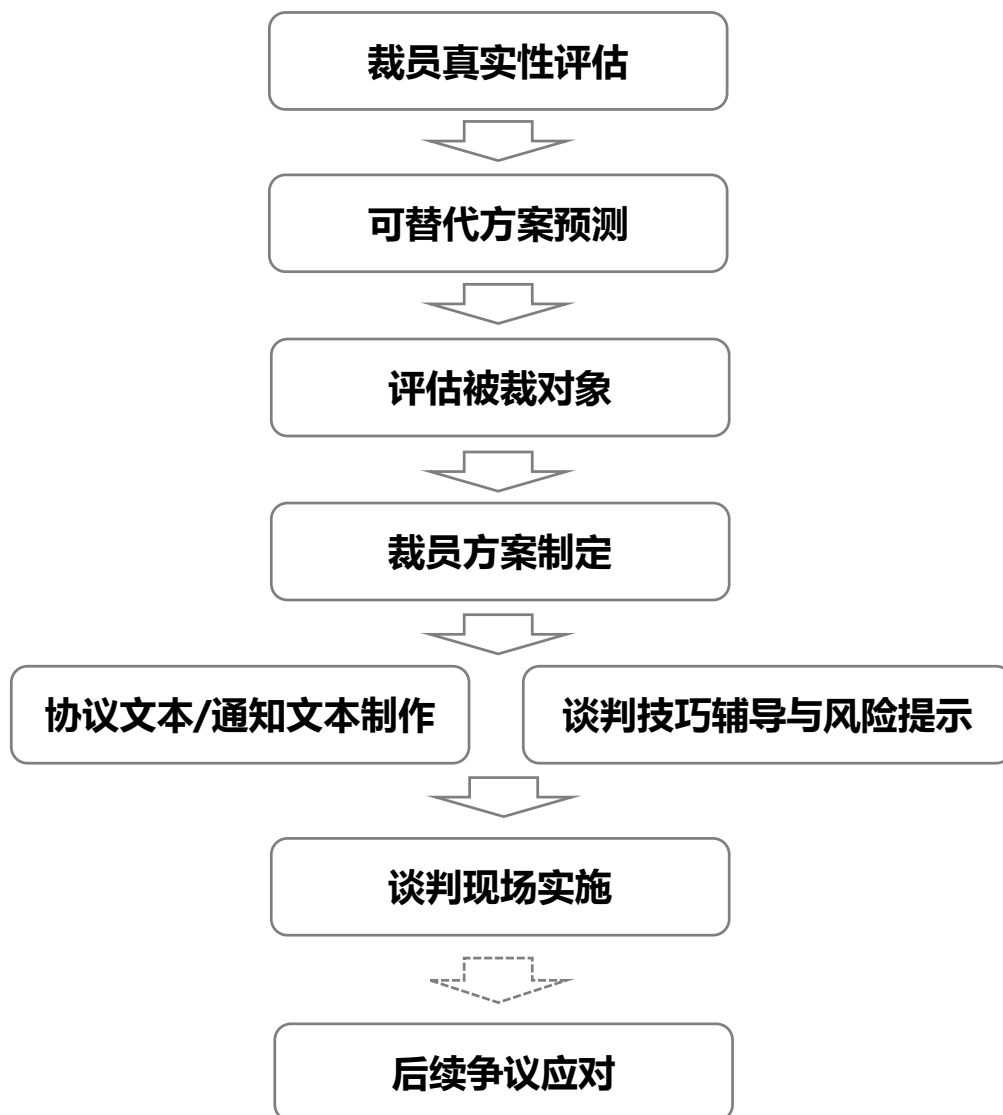 裁员真实性评估
可替代方案预测
评估被裁对象
裁员方案制定
协议文本/通知文本制作
谈判技巧辅导与风险提示
谈判现场实施
后续争议应对